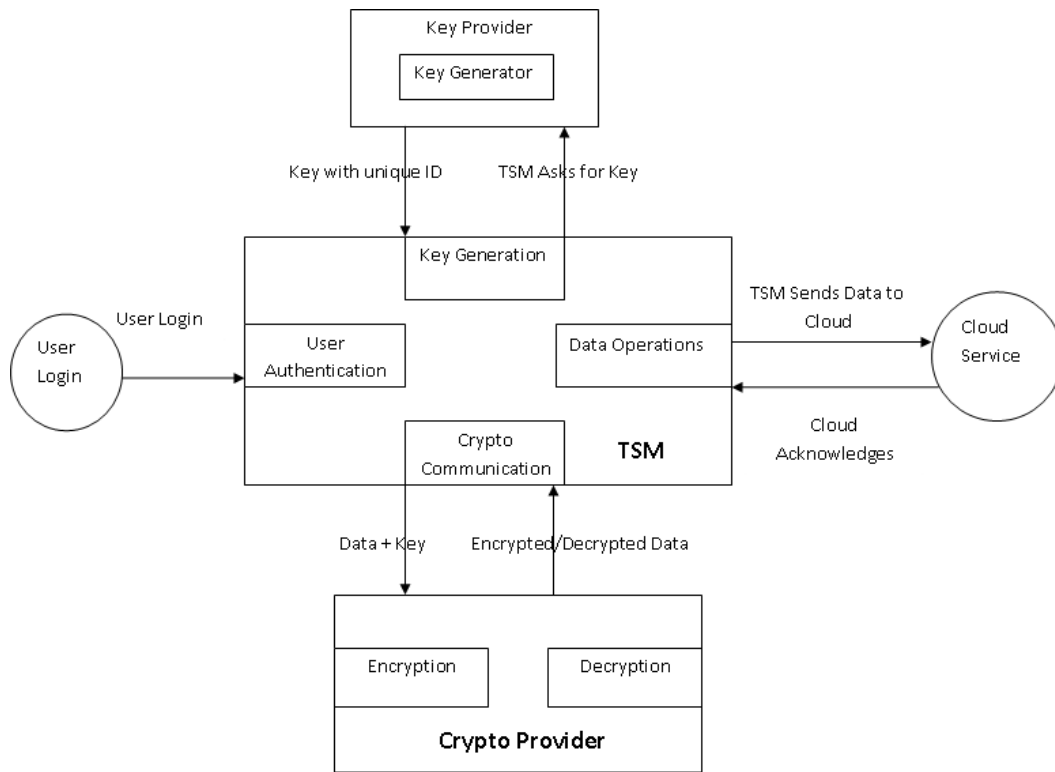 Key Provider
Key Generator
Key with unique ID
TSM Asks for Key
Key Generation
User Login
TSM Sends Data to
Cloud
User
Login
User
Authentication
Data Operations
Cloud
Service
Crypto
Communication
TSM
Cloud
Acknowledges
Data + Key
Encrypted/Decrypted Data
Encryption
Decryption
Crypto Provider